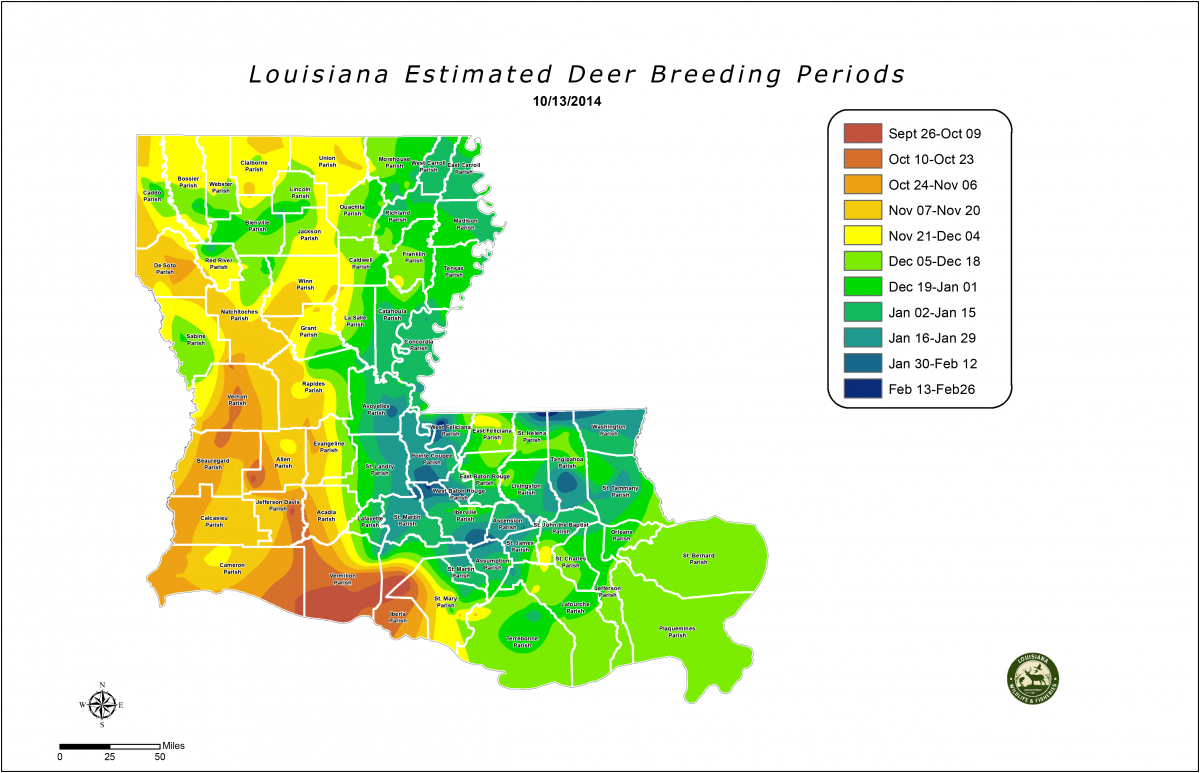 Louisiana Estimated Deer Breeding Periods
10/13/2014
Sept 26-Oct 09
Oct 10-Oct 23
Oct 24-Nov 06
Nov 07-Nov 20
Nov 21-Dec 04
Dec 05-Dec 18
Dec 19-Jan 01
Jan 02-Jan 15
Jan 16-Jan 29
Jan 30-Feb 12
Feb 13-Feb26
Caddo
Parish
Bossier
Parish
Webster
Parish
Claiborne
Parish
Union
Parish
Morehouse
Parish
West Carroll
Parish
East Carroll
Parish
Lincoln
Parish
Ouachita
Parish
Richland
Parish
Madison
Parish
Bienville
Parish
Jackson
Parish
De Soto
Parish
Red River
Parish
Caldwell
Parish
Franklin
Parish
Tensas
Parish
Winn
Parish
Natchitoches
Parish
Sabine
Parish
Grant
Parish
La Salle
Parish
Catahoula
Parish
Concordia
Parish
Vernon
Parish
Rapides
Parish
Avoyelles
Parish
West Feliciana
Parish
East Feliciana
Parish
St. Helena
Parish
Washington
Parish
Beauregard
Parish
Allen
Parish
Evangeline
Parish
St. Landry
Parish
Pointe Coupee
Parish
Tangipahoa
Parish
East Baton Rouge
Parish
West Baton Rouge
Parish
Livingston
Parish
St. Tammany
Parish
Calcasieu
Parish
Jefferson Davis
Parish
Acadia
Parish
Lafayette
Parish
St. Martin
Parish
Iberville
Parish
Ascension
Parish
St. John the Baptist
Parish
Orleans
Parish
St. James
Parish
Cameron
Parish
Vermilion
Parish
Iberia
Parish
St. Martin
Parish
Assumption
Parish
St. Charles
Parish
St. Bernard
Parish
St. Mary
Parish
Lafourche
Parish
Jefferson
Parish
Terrebonne
Parish
Plaquemines
Parish
LOUISIANA
WILDLIFE & FISHERIES
N
W
E
S
Miles
0
25
50